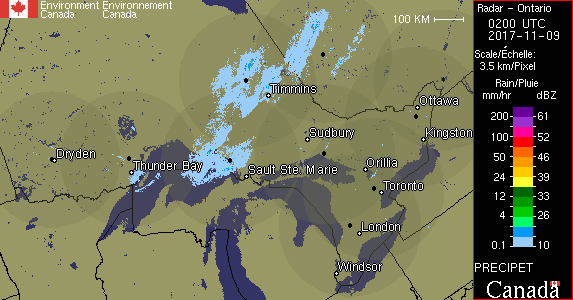 Environment Environnement
Canada Canada
100 KM
Timmins
Ottawa
Sudbury
Kingston
Dryden
Thunder Bay
Sault Ste. Marie
Orillia
Toronto
London
Windsor
Radar - Ontario
0200 UTC
2017-11-09
Scale/Échelle:
3.5 km/Pixel
Rain/Pluie
mm/hr dBZ
200 61
100 52
50 46
24 39
12 33
4 26
0.1 10
PRECIPET
Canada